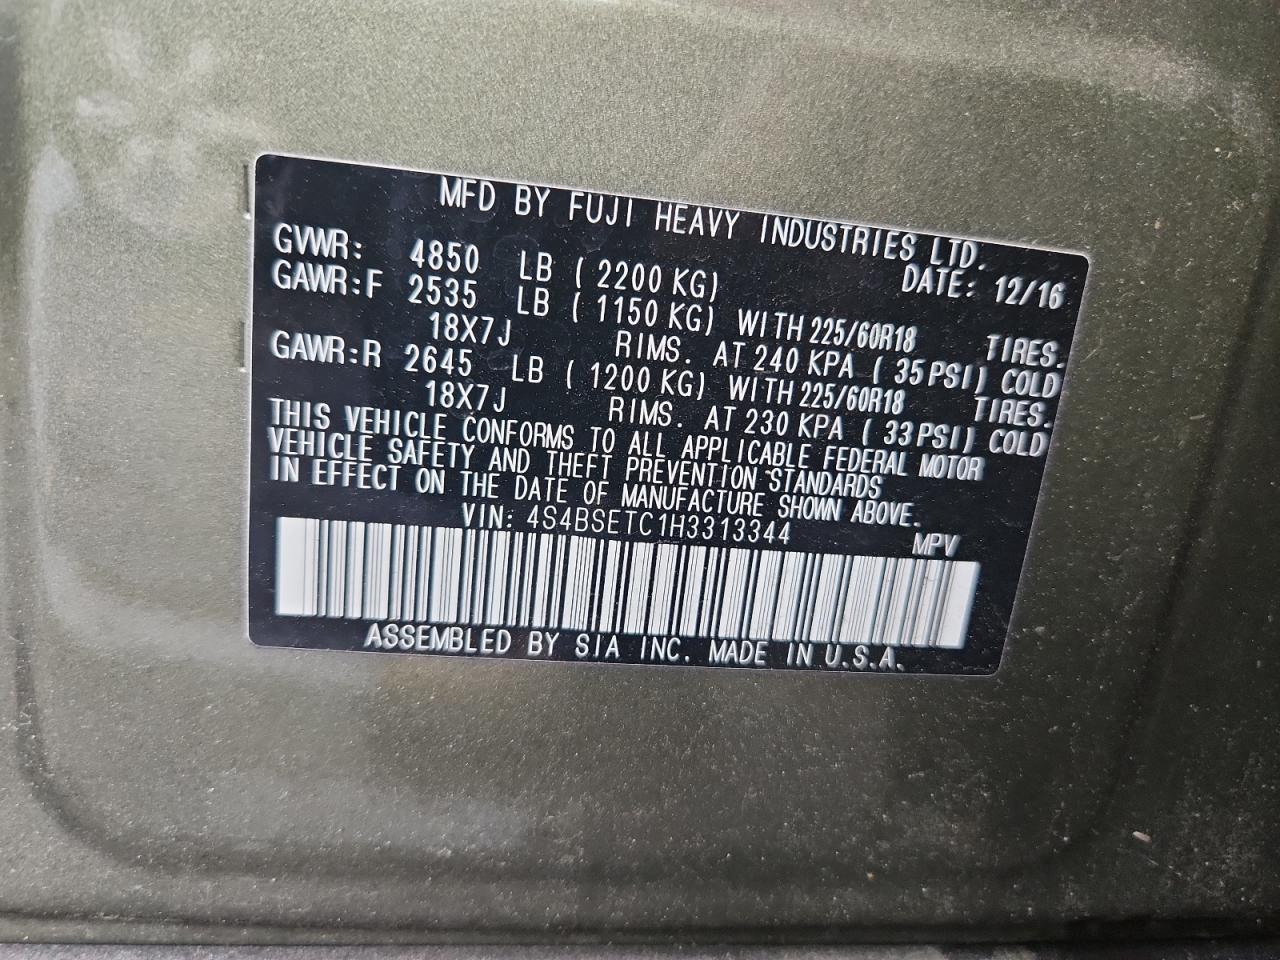 MFD BY FUJI HEAVY INDUSTRIES LTD.
GVWR: 4850 LB ( 2200 KG) DATE: 12/16
GAWR:F 2535 LB ( 1150 KG) WITH 225/60R18 TIRES.
18X7J RIMS. AT 240 KPA ( 35 PSI) COLD
GAWR:R 2645 LB ( 1200 KG) WITH 225/60R18 TIRES.
18X7J RIMS. AT 230 KPA ( 33 PSI) COLD
THIS VEHICLE CONFORMS TO ALL APPLICABLE FEDERAL MOTOR
VEHICLE SAFETY AND THEFT PREVENTION STANDARDS
IN EFFECT ON THE DATE OF MANUFACTURE SHOWN ABOVE.
VIN: 4S4BSETC1H3313344 MPV
ASSEMBLED BY SIA INC. MADE IN U.S.A.